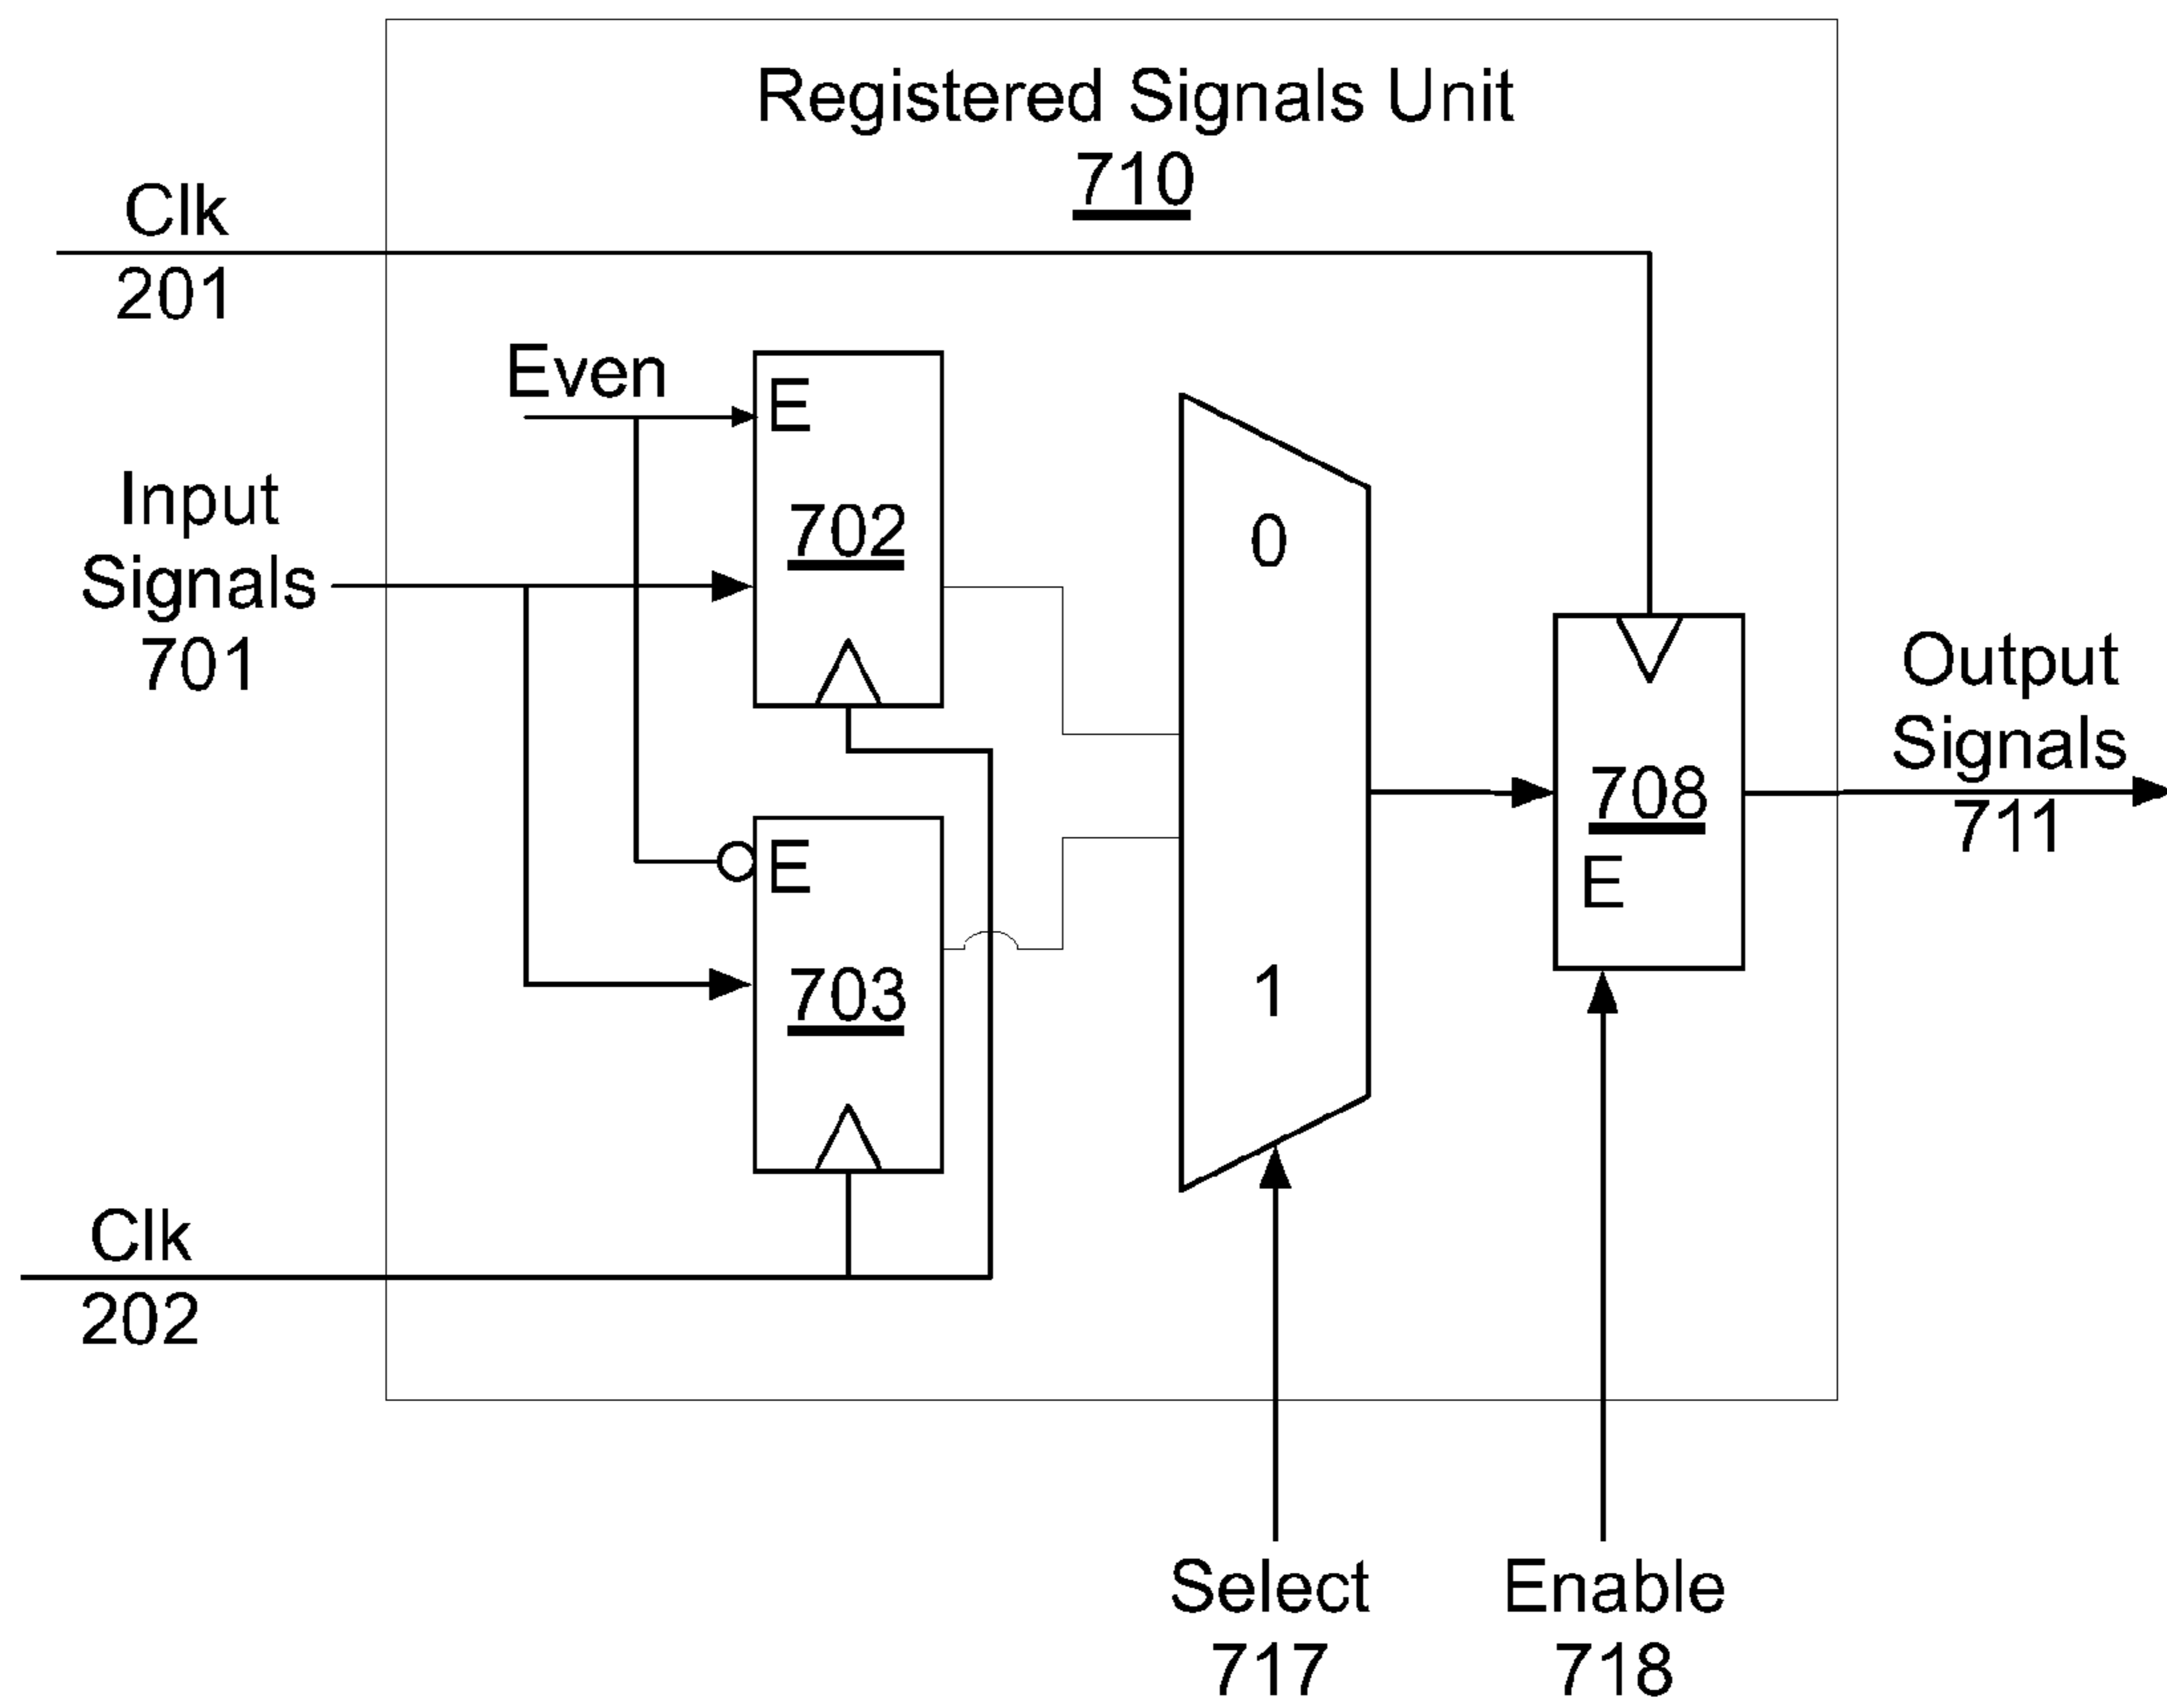 Registered Signals Unit
710
Clk
201
Even
E
702
Input
Signals
701
0
E
703
1
708
E
Output
Signals
711
Clk
202
Select
717
Enable
718